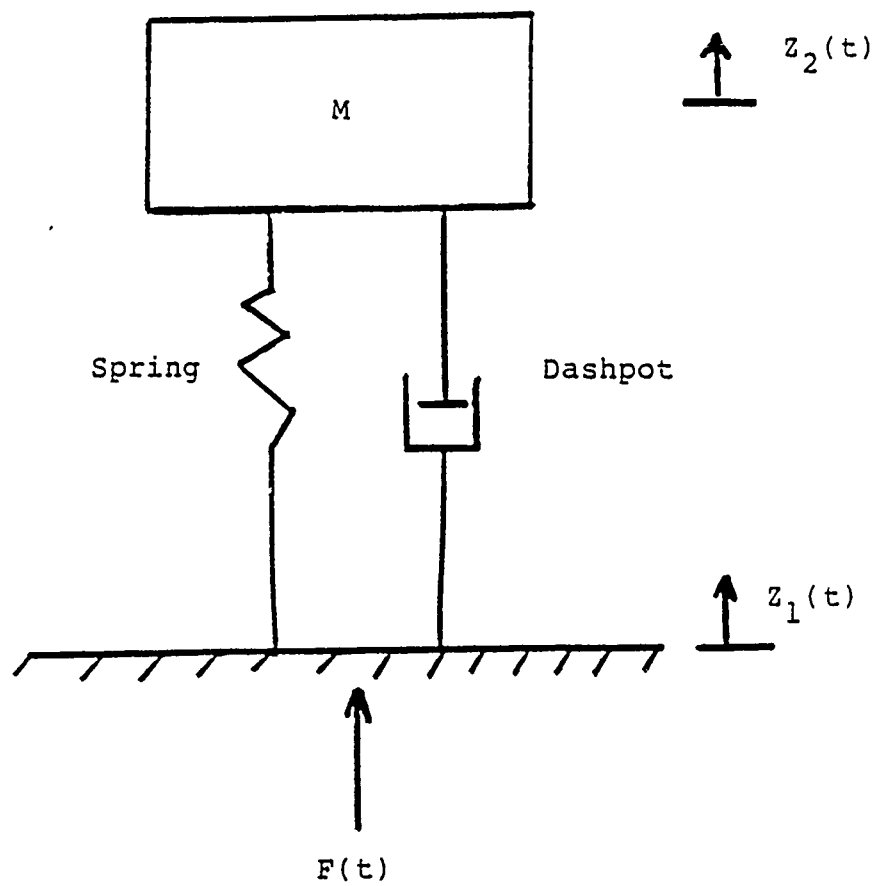 Z₂(t)
M
Spring
Dashpot
Z₁(t)
F(t)